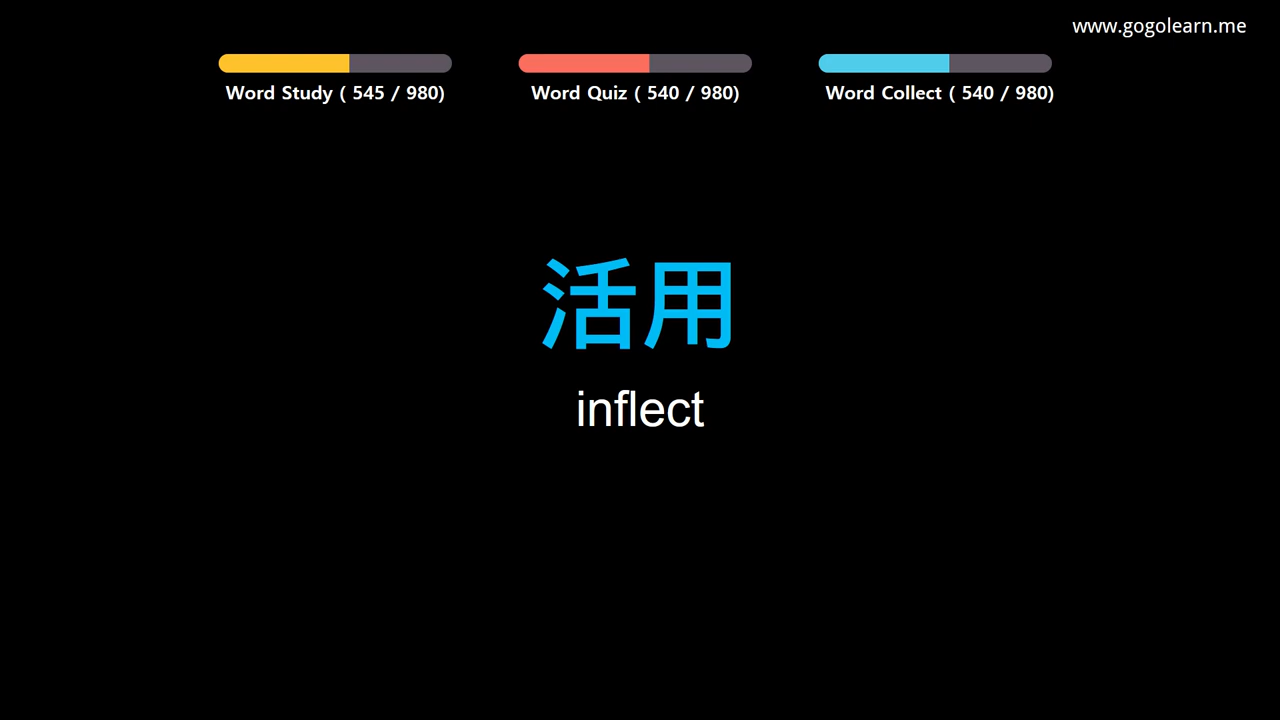 www.gogolearn.me
Word Study ( 545 / 980)
Word Quiz ( 540 / 980)
Word Collect ( 540 / 980)
活用
inflect